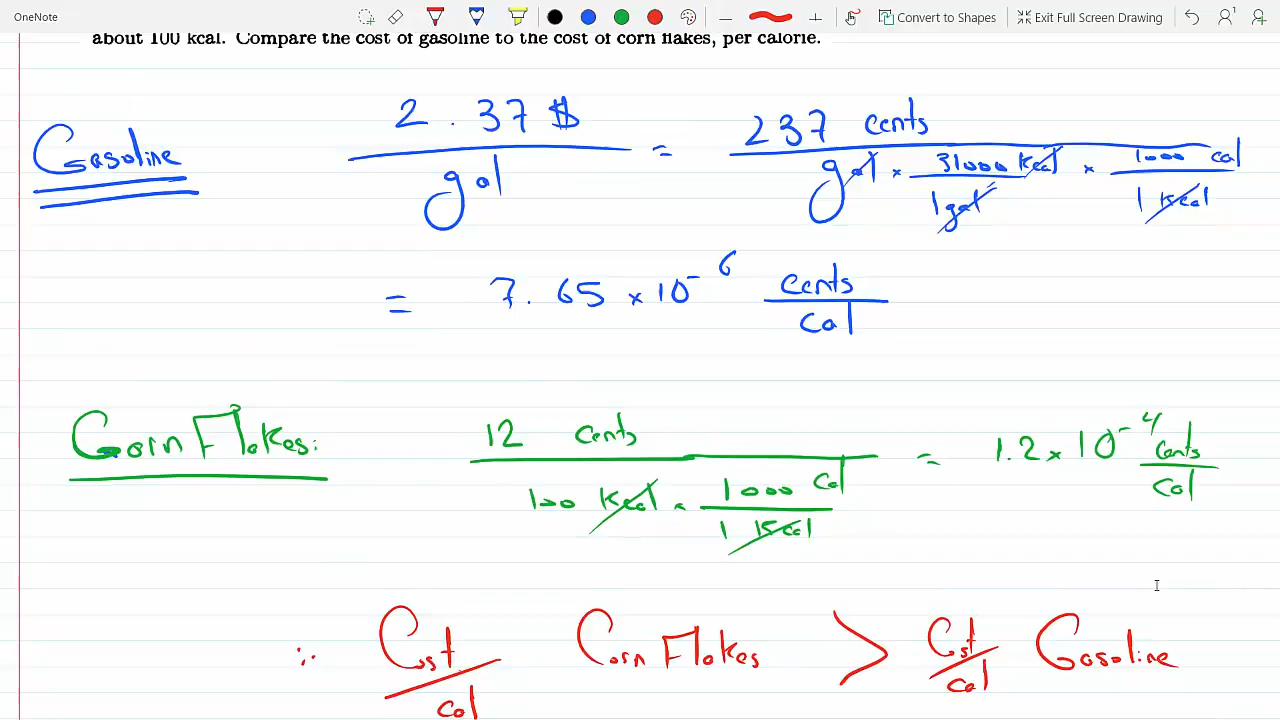 OneNote
Convert to Shapes
Exit Full Screen Drawing
about 100 kcal. Compare the cost of gasoline to the cost of corn flakes, per calorie.
Gasoline 2.37 $ / gal = 237 cents / gal × 31000 Kcal / 1 gal × 1000 cal / 1 Kcal
= 7.65 × 10^-6 cents / cal
Corn Flakes: 12 cents / 100 Kcal × 1000 cal / 1 Kcal = 1.2 × 10^-4 cents / cal
∵ Cost / cal Corn Flakes > Cost / cal Gasoline